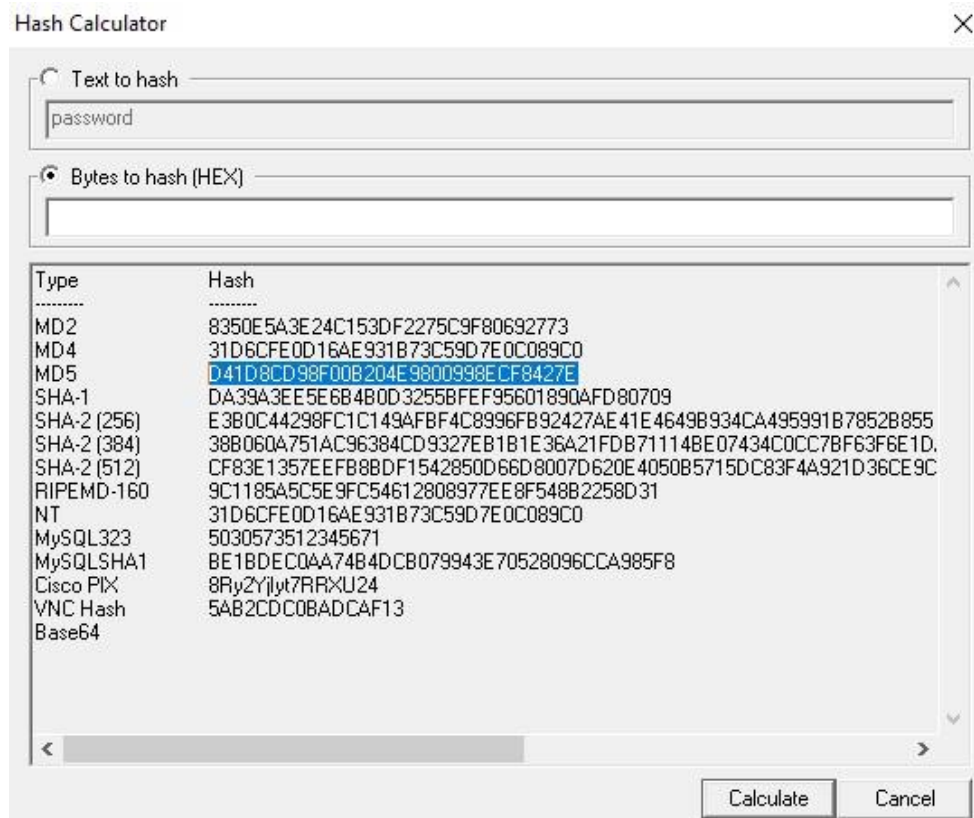 Hash Calculator
Text to hash
password
Bytes to hash (HEX)
Type Hash
--------- ---------
MD2 8350E5A3E24C153DF2275C9F80692773
MD4 31D6CFE0D16AE931B73C59D7E0C089C0
MD5 D41D8CD98F00B204E9800998ECF8427E
SHA-1 DA39A3EE5E6B4B0D3255BFEF95601890AFD80709
SHA-2 (256) E3B0C44298FC1C149AFBF4C8996FB92427AE41E4649B934CA495991B7852B855
SHA-2 (384) 38B060A751AC96384CD9327EB1B1E36A21FDB71114BE07434C0CC7BF63F6E1D.
SHA-2 (512) CF83E1357EEFB8BDF1542850D66D8007D620E4050B5715DC83F4A921D36CE9C
RIPEMD-160 9C1185A5C5E9FC54612808977EE8F548B2258D31
NT 31D6CFE0D16AE931B73C59D7E0C089C0
MySQL323 5030573512345671
MySQLSHA1 BE1BDEC0AA74B4DCB079943E70528096CCA985F8
Cisco PIX 8Ry2YjIyt7RRXU24
VNC Hash 5AB2CDC0BADCAF13
Base64
Calculate Cancel